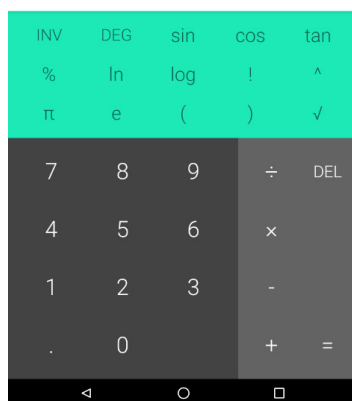 INV DEG sin cos tan
% ln log ! ^
π e ( ) √
7 8 9 ÷ DEL
4 5 6 ×
1 2 3 -
. 0 + =